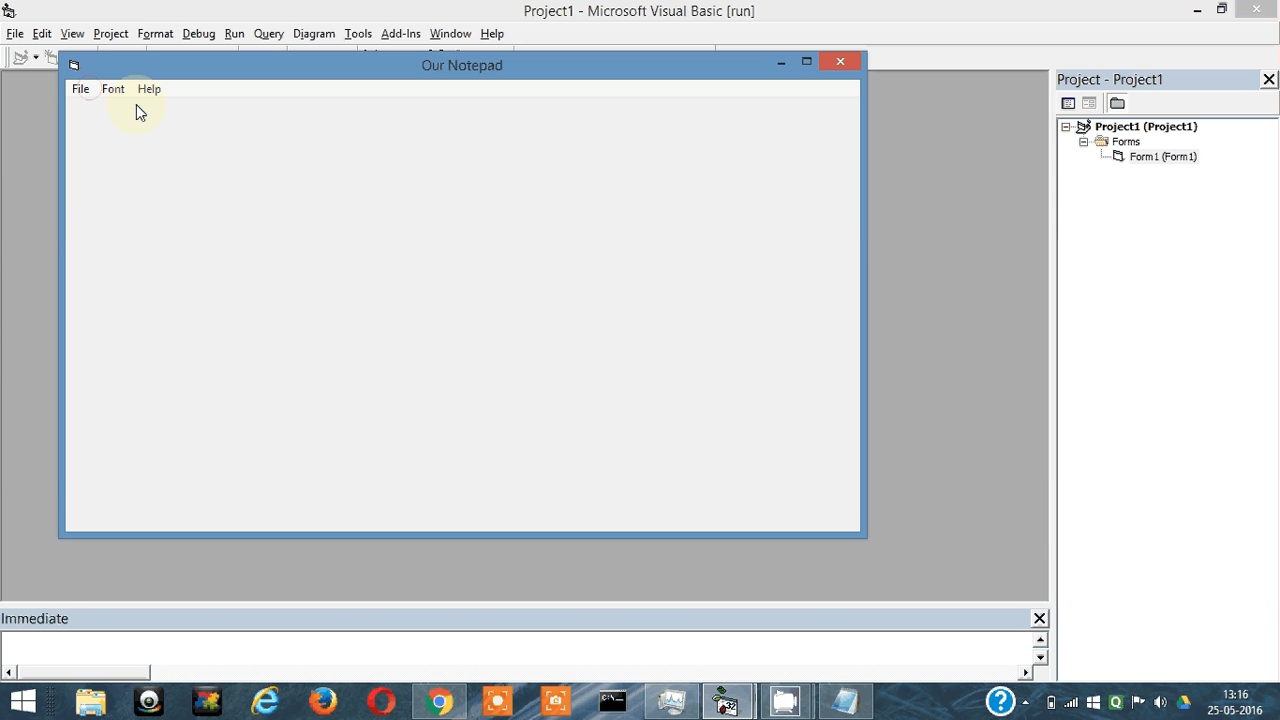 Project1 - Microsoft Visual Basic [run]
File Edit View Project Format Debug Run Query Diagram Tools Add-Ins Window Help
Our Notepad
File Font Help
Project - Project1
Project1 (Project1)
Forms
Form1 (Form1)
Immediate
13:16
25-05-2016